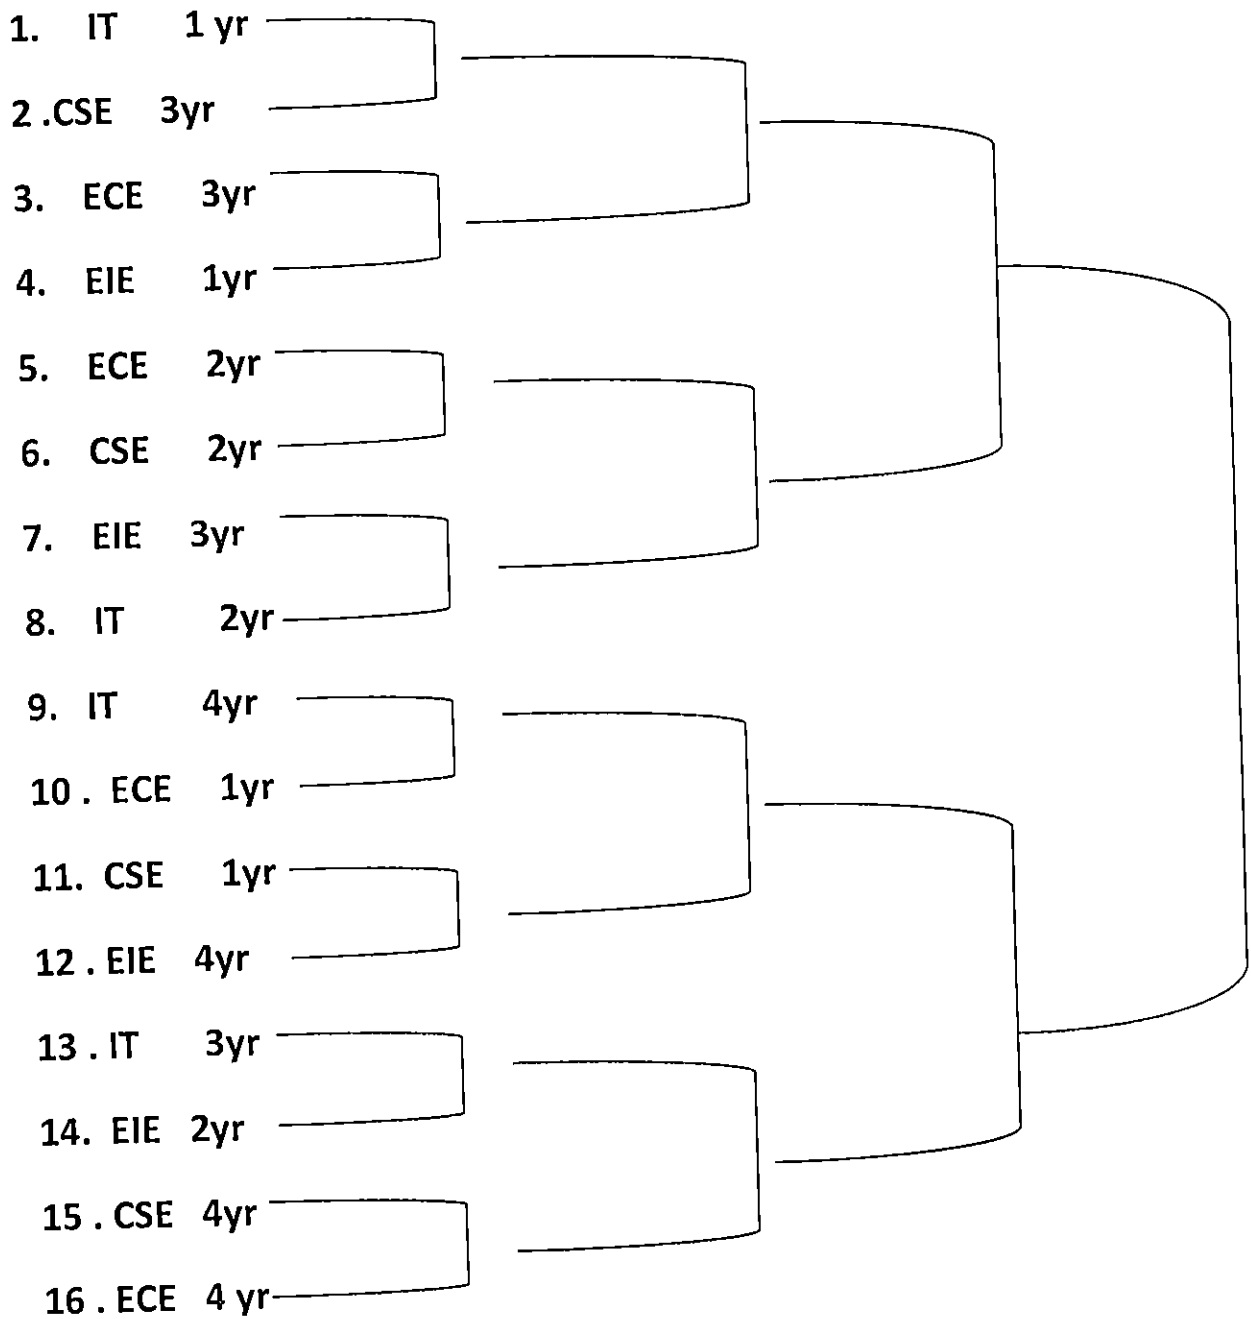 1. IT 1 yr
2 .CSE 3yr
3. ECE 3yr
4. EIE 1yr
5. ECE 2yr
6. CSE 2yr
7. EIE 3yr
8. IT 2yr
9. IT 4yr
10 . ECE 1yr
11. CSE 1yr
12 . EIE 4yr
13 . IT 3yr
14. EIE 2yr
15 . CSE 4yr
16 . ECE 4 yr